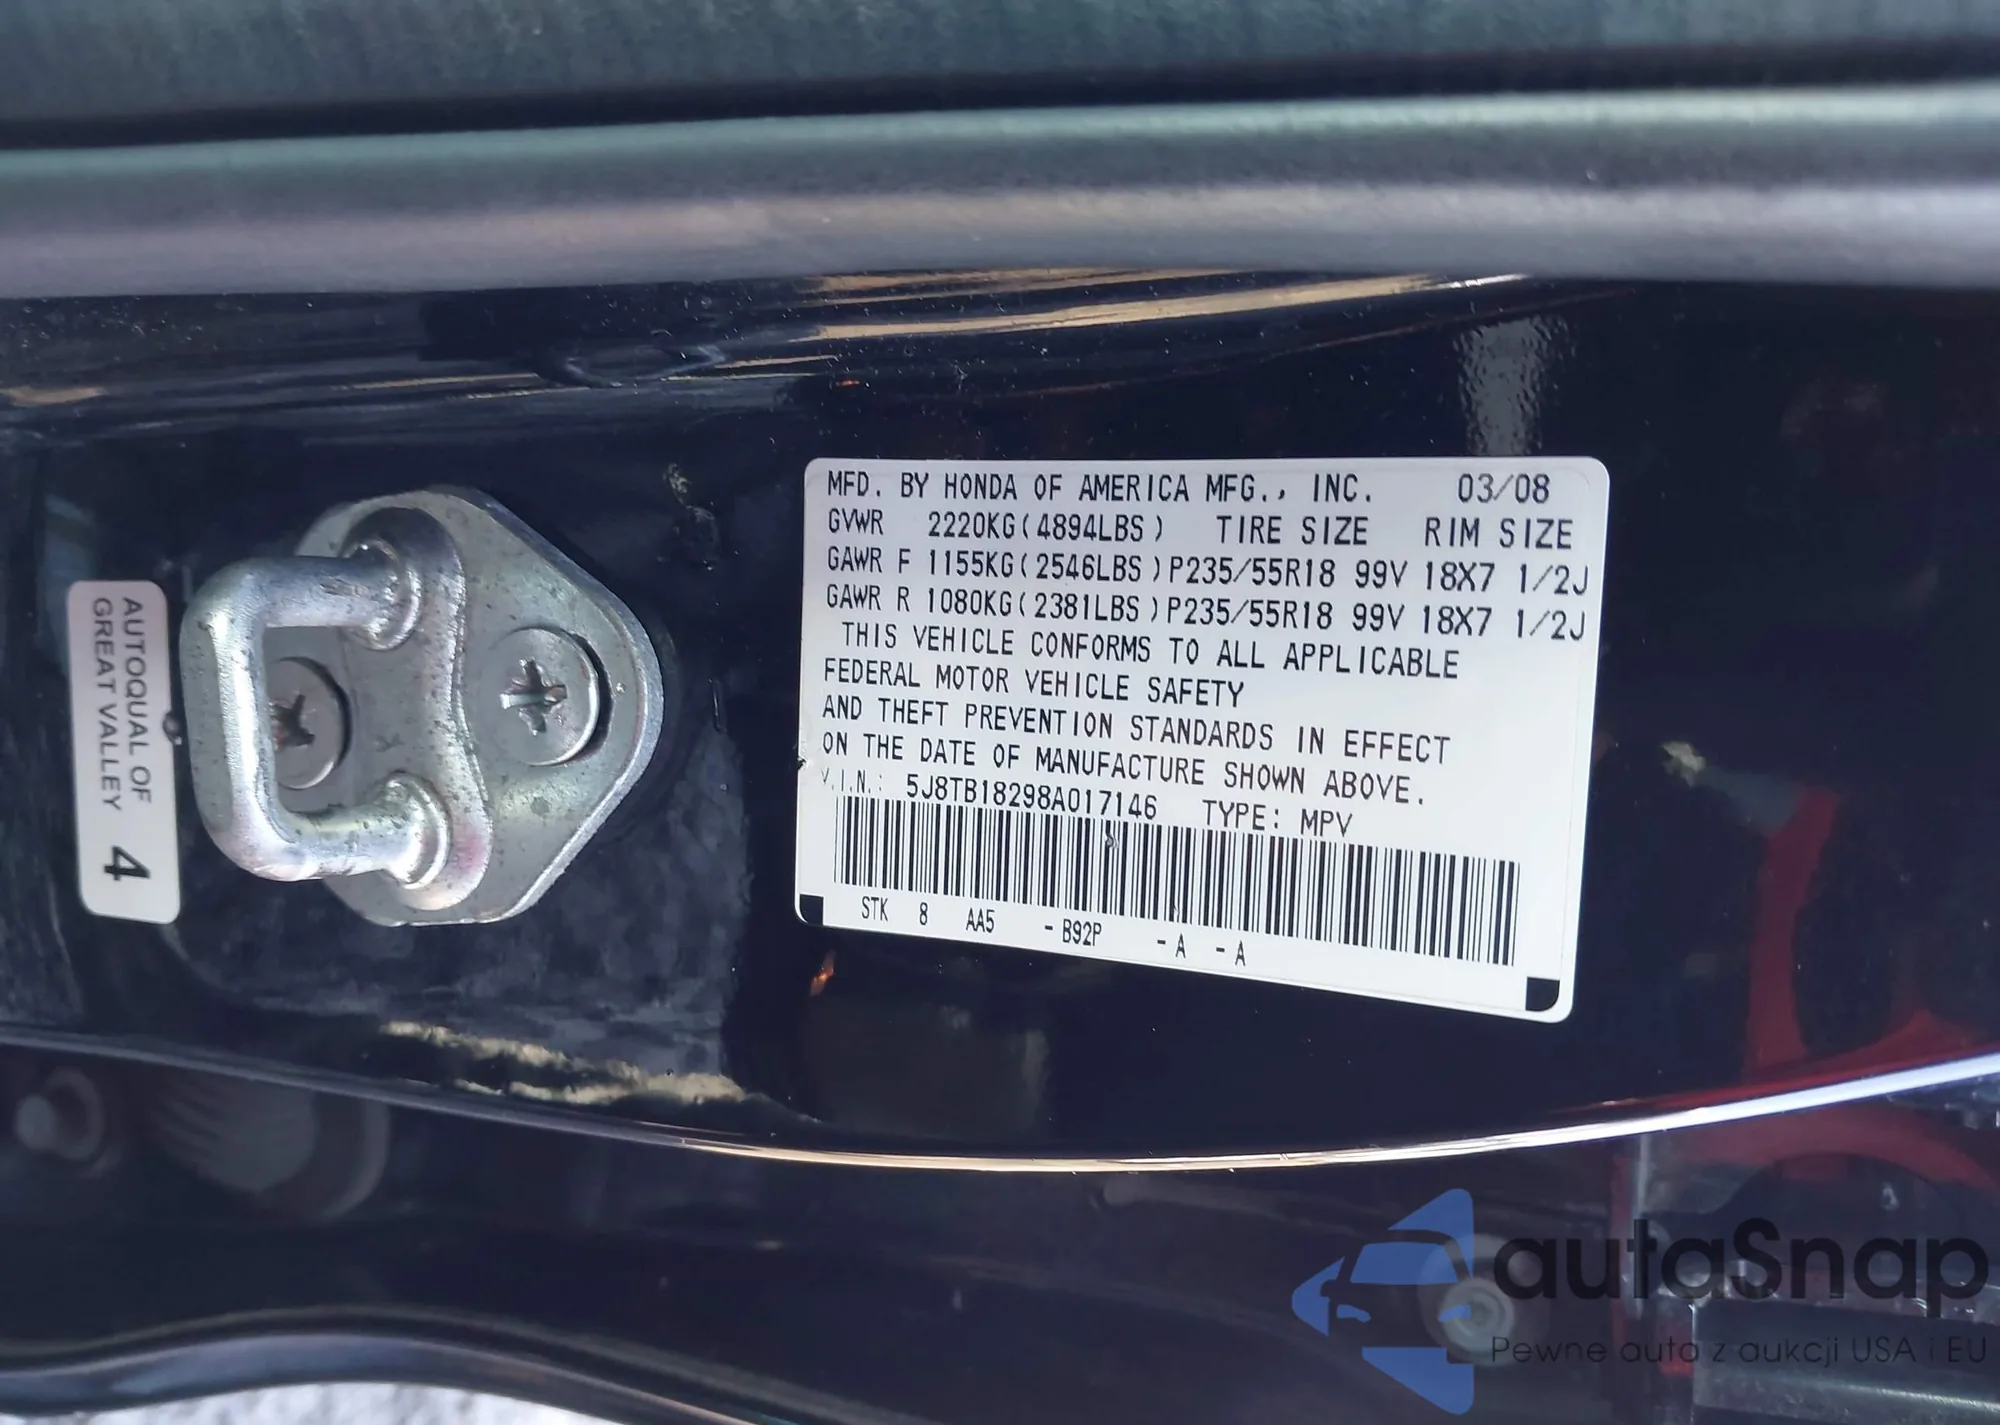 MFD. BY HONDA OF AMERICA MFG., INC. 03/08
GVWR 2220KG(4894LBS) TIRE SIZE RIM SIZE
GAWR F 1155KG(2546LBS)P235/55R18 99V 18X7 1/2J
GAWR R 1080KG(2381LBS)P235/55R18 99V 18X7 1/2J
THIS VEHICLE CONFORMS TO ALL APPLICABLE
FEDERAL MOTOR VEHICLE SAFETY
AND THEFT PREVENTION STANDARDS IN EFFECT
ON THE DATE OF MANUFACTURE SHOWN ABOVE.
V.I.N.: 5J8TB18298A017146 TYPE: MPV
STK 8 AA5 -B92P -A -A
AUTOQUAL OF
GREAT VALLEY 4
autaSnap
Pewne auta z aukcji USA i EU